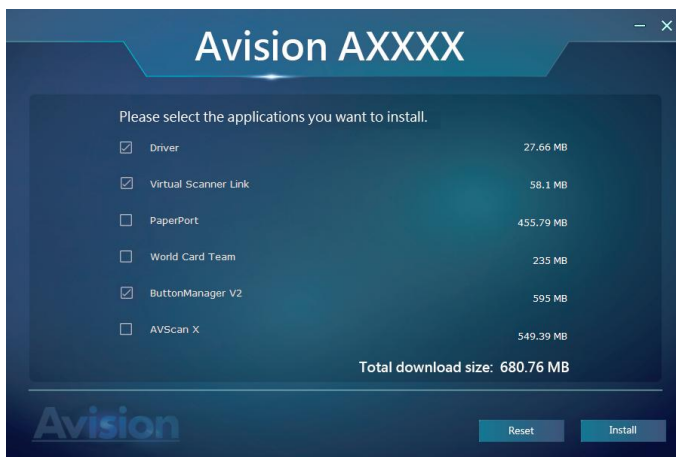 Avision AXXXX
Please select the applications you want to install.
Driver 27.66 MB
Virtual Scanner Link 58.1 MB
PaperPort 455.79 MB
World Card Team 235 MB
ButtonManager V2 595 MB
AVScan X 549.39 MB
Total download size: 680.76 MB
Avision
Reset Install